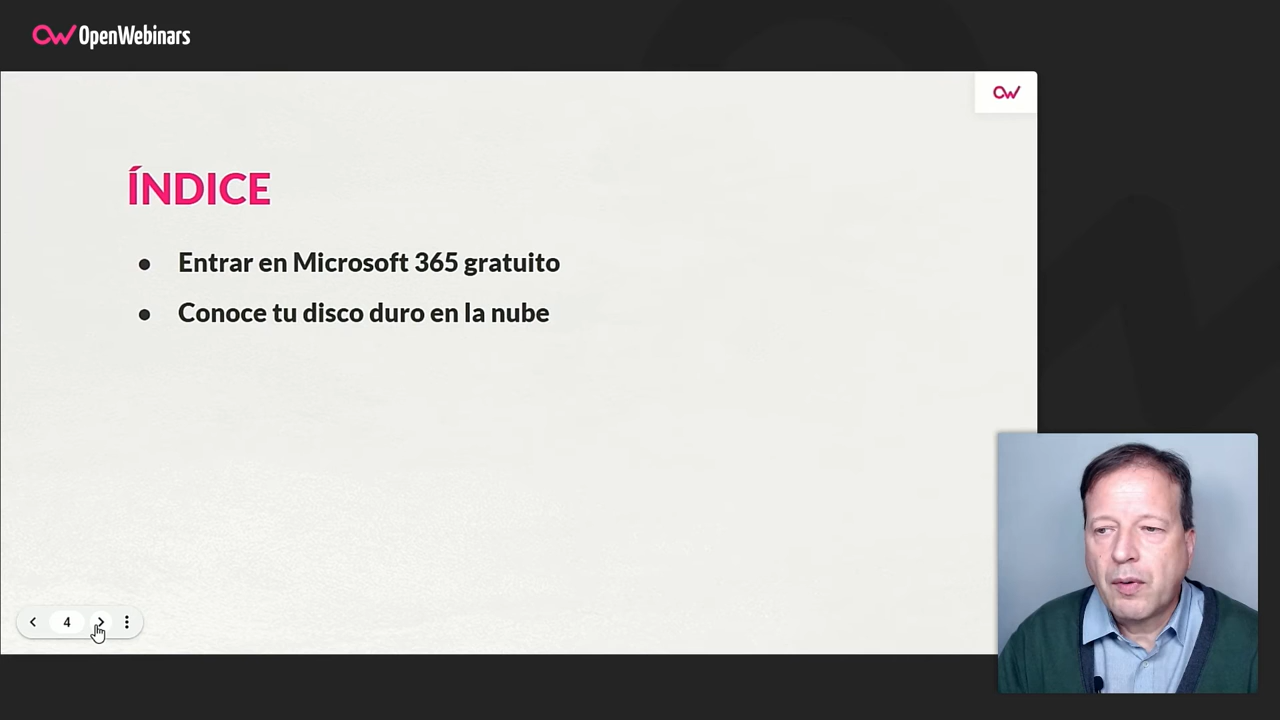 OpenWebinars
ÍNDICE
● Entrar en Microsoft 365 gratuito
● Conoce tu disco duro en la nube
4